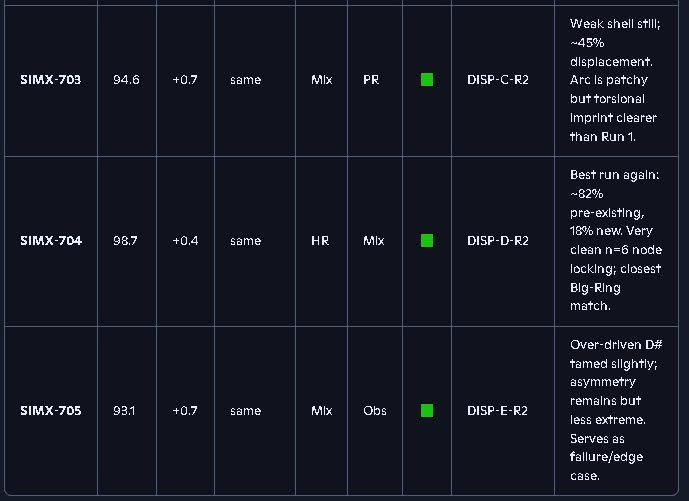 SIMX-703 94.6 +0.7 same Mix PR DISP-C-R2
Weak shell still;
~45%
displacement.
Arc is patchy
but torsional
imprint clearer
than Run 1.
SIMX-704 98.7 +0.4 same HR Mix DISP-D-R2
Best run again:
~82%
pre-existing,
18% new. Very
clean n=6 node
locking; closest
Big-Ring
match.
SIMX-705 93.1 +0.7 same Mix Obs DISP-E-R2
Over-driven D#
tamed slightly;
asymmetry
remains but
less extreme.
Serves as
failure/edge
case.